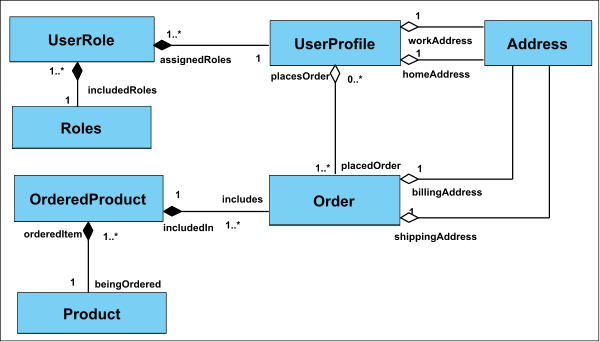 UserRole
1..*
assignedRoles
1
UserProfile
1
workAddress
1
homeAddress
Address
1..*
includedRoles
1
Roles
placesOrder
0..*
1..*
placedOrder
1
billingAddress
OrderedProduct
1
includes
includedIn
1..*
Order
1
shippingAddress
orderedItem
1..*
1
beingOrdered
Product